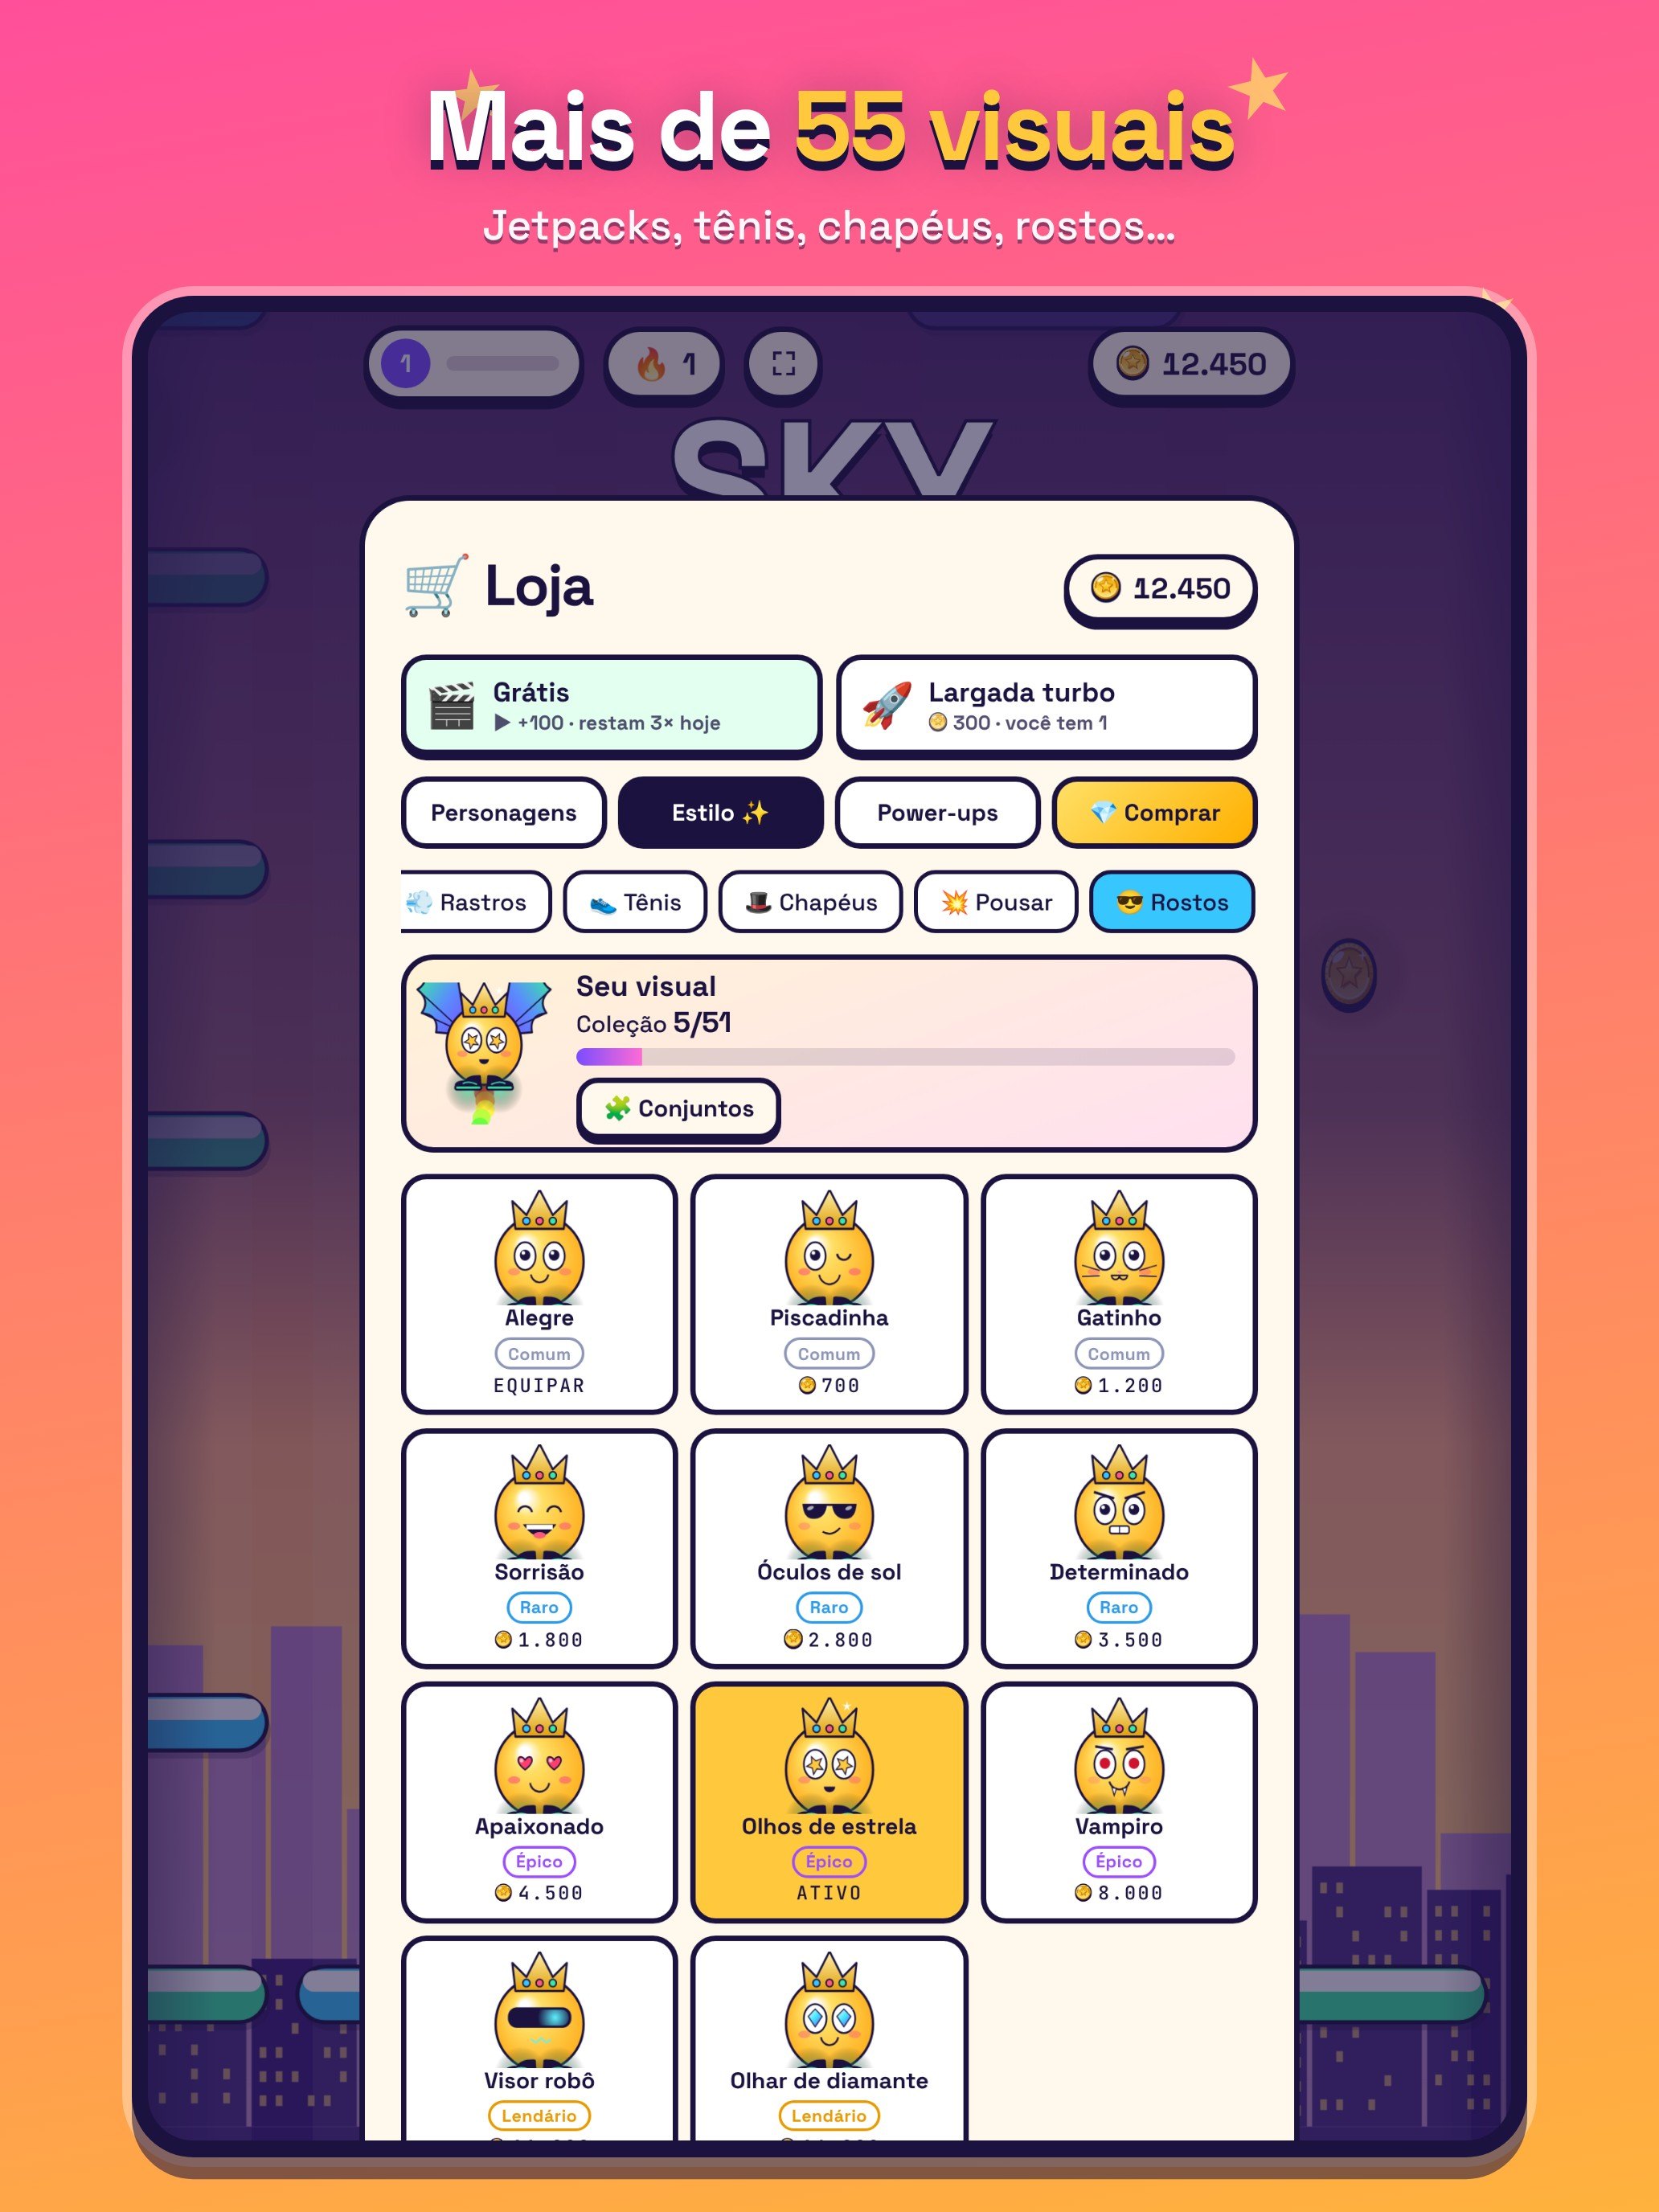 Mais de 55 visuais
Jetpacks, tênis, chapéus, rostos...
1
1
12.450
SKY
Loja
12.450
Grátis
+100 · restam 3× hoje
Largada turbo
300 · você tem 1
Personagens
Estilo
Power-ups
Comprar
Rastros
Tênis
Chapéus
Pousar
Rostos
Seu visual
Coleção 5/51
Conjuntos
Alegre
Comum
EQUIPAR
Piscadinha
Comum
700
Gatinho
Comum
1.200
Sorrisão
Raro
1.800
Óculos de sol
Raro
2.800
Determinado
Raro
3.500
Apaixonado
Épico
4.500
Olhos de estrela
Épico
ATIVO
Vampiro
Épico
8.000
Visor robô
Lendário
Olhar de diamante
Lendário